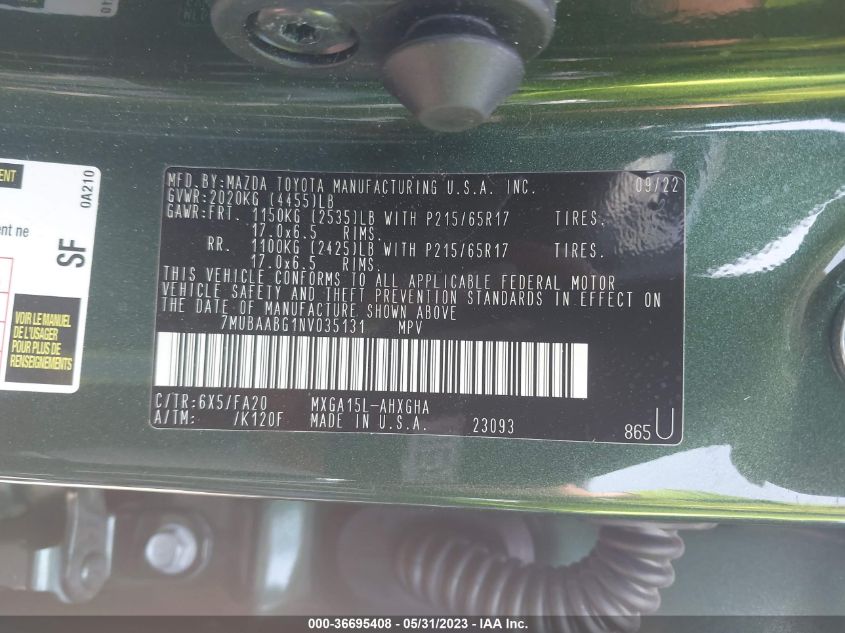 MFD.BY:MAZDA TOYOTA MANUFACTURING U.S.A. INC. 09/22
GVWR:2020KG (4455)LB
GAWR:FRT. 1150KG (2535)LB WITH P215/65R17 TIRES.
17.0x6.5 RIMS.
RR. 1100KG (2425)LB WITH P215/65R17 TIRES.
17.0x6.5 RIMS.
THIS VEHICLE CONFORMS TO ALL APPLICABLE FEDERAL MOTOR
VEHICLE SAFETY AND THEFT PREVENTION STANDARDS IN EFFECT ON
THE DATE OF MANUFACTURE SHOWN ABOVE
7MUBAABG1NV035131 MPV
C/TR:6X5/FA20 MXGA15L-AHXGHA
A/TM: /K120F MADE IN U.S.A. 23093
865U
0A210
SF
ent ne
VOIR LE MANUEL
DE L'USAGER
POUR PLUS DE
RENSEIGNEMENTS
000-36695408 - 05/31/2023 - IAA Inc.